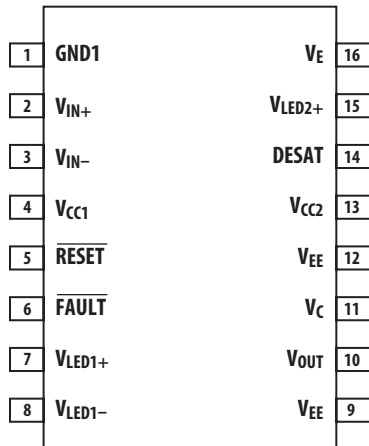 1 GND1 VE 16
2 VIN+ VLED2+ 15
3 VIN– DESAT 14
4 VCC1 VCC2 13
5 RESET VEE 12
6 FAULT VC 11
7 VLED1+ VOUT 10
8 VLED1– VEE 9